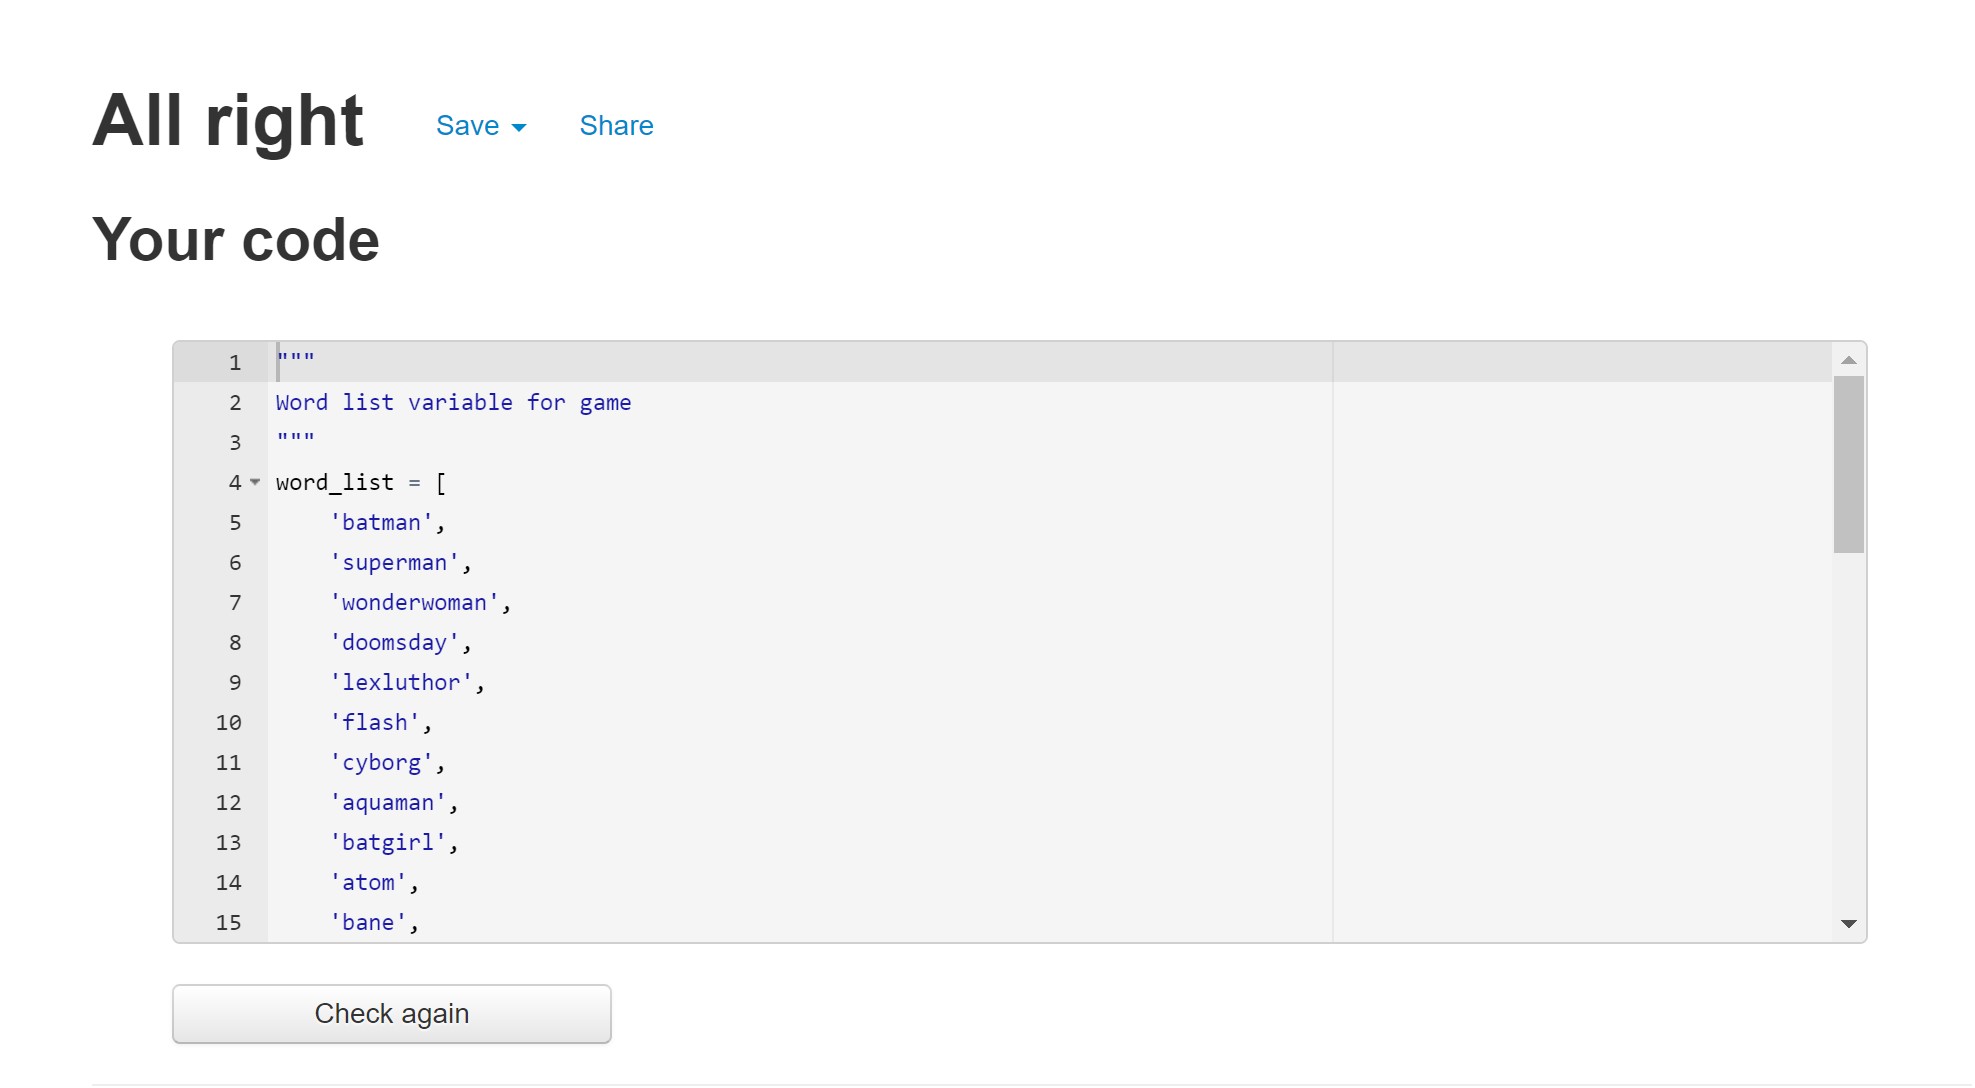 All right Save Share
Your code
1 """
2 Word list variable for game
3 """
4 word_list = [
5 'batman',
6 'superman',
7 'wonderwoman',
8 'doomsday',
9 'lexluthor',
10 'flash',
11 'cyborg',
12 'aquaman',
13 'batgirl',
14 'atom',
15 'bane',
Check again